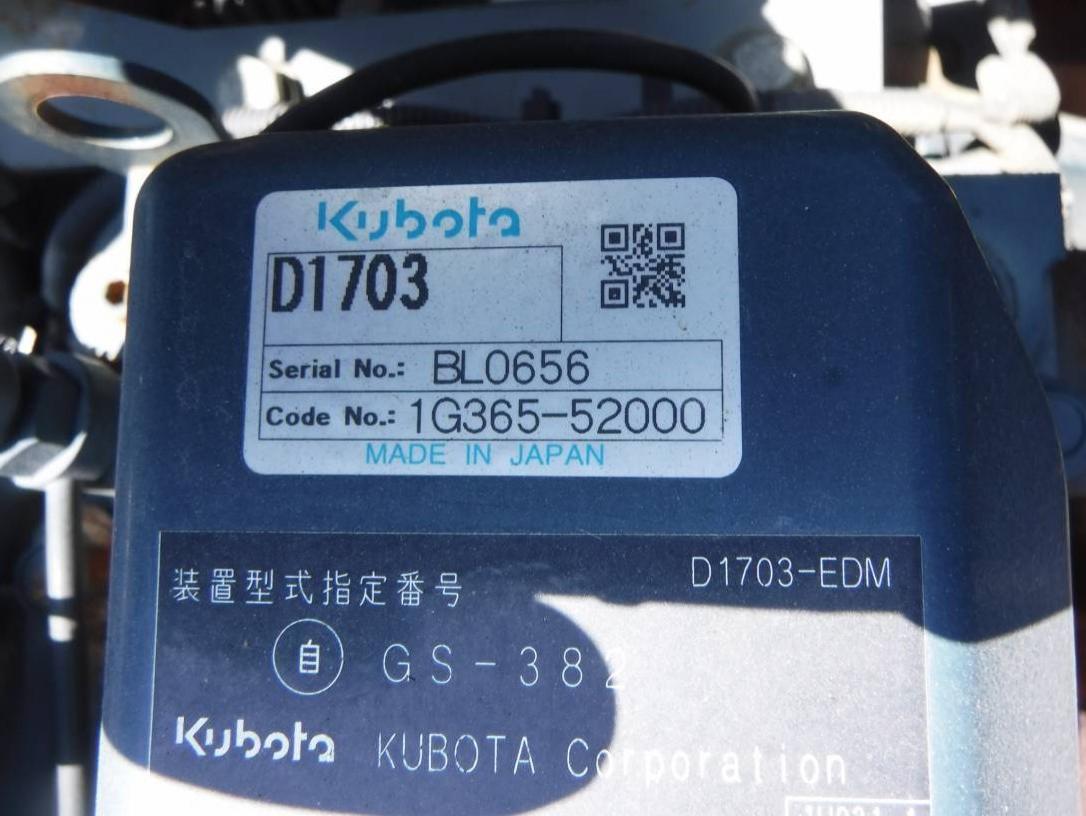 Kubota
D1703
Serial No.: BL0656
Code No.: 1G365-52000
MADE IN JAPAN
装置型式指定番号 D1703-EDM
自 GS-382
Kubota KUBOTA Corporation